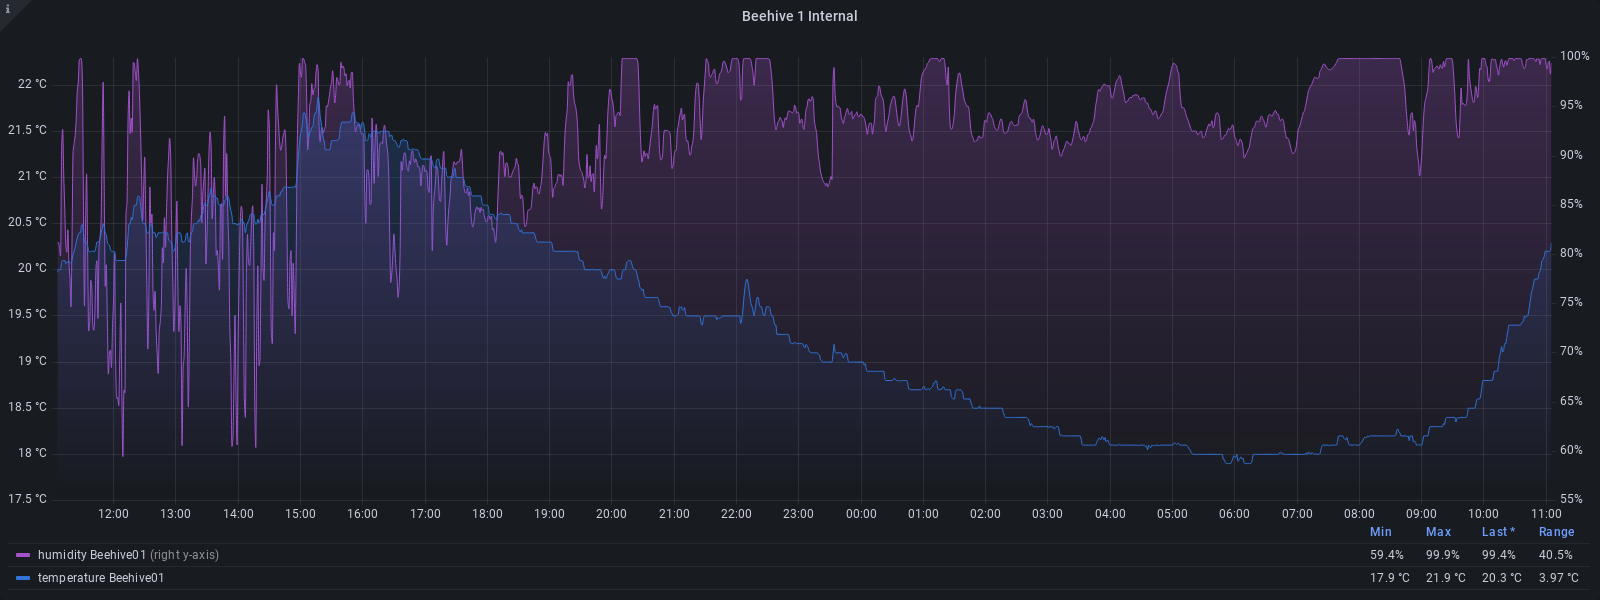 i
Beehive 1 Internal
22 °C
21.5 °C
21 °C
20.5 °C
20 °C
19.5 °C
19 °C
18.5 °C
18 °C
17.5 °C
100%
95%
90%
85%
80%
75%
70%
65%
60%
55%
12:00 13:00 14:00 15:00 16:00 17:00 18:00 19:00 20:00 21:00 22:00 23:00 00:00 01:00 02:00 03:00 04:00 05:00 06:00 07:00 08:00 09:00 10:00 11:00
Min Max Last * Range
humidity Beehive01 (right y-axis) 59.4% 99.9% 99.4% 40.5%
temperature Beehive01 17.9 °C 21.9 °C 20.3 °C 3.97 °C